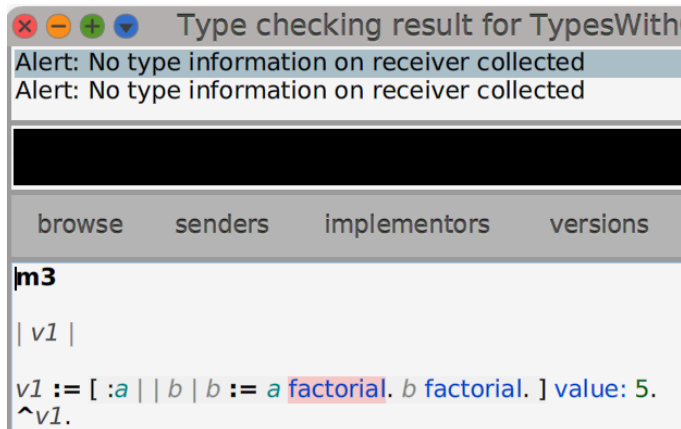 Type checking result for TypesWith
Alert: No type information on receiver collected
Alert: No type information on receiver collected
browse senders implementors versions
m3
| v1 |
v1 := [ :a | | b | b := a factorial. b factorial. ] value: 5.
^v1.